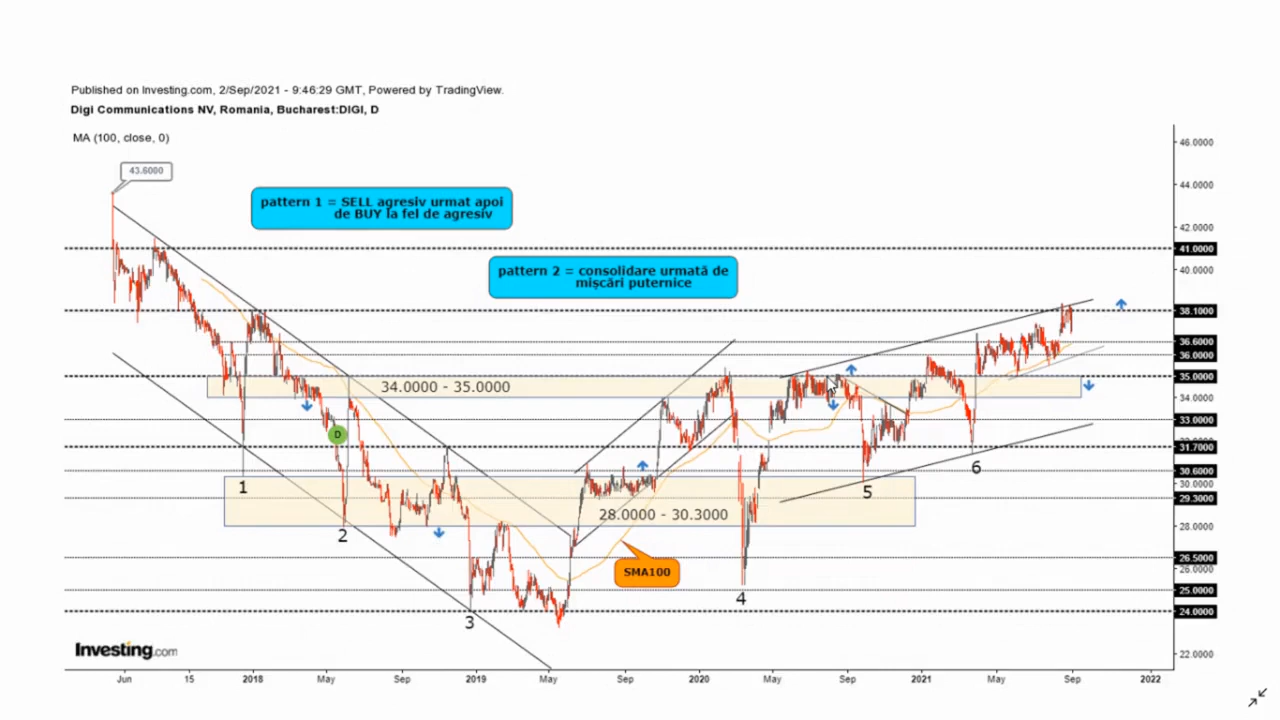 Published on Investing.com, 2/Sep/2021 - 9:46:29 GMT, Powered by TradingView.
Digi Communications NV, Romania, Bucharest:DIGI, D
MA (100, close, 0)
46.0000
43.6000
44.0000
pattern 1 = SELL agresiv urmat apoi
de BUY la fel de agresiv
42.0000
41.0000
pattern 2 = consolidare urmată de
mișcări puternice
40.0000
38.1000
36.6000
36.0000
35.0000
34.0000 - 35.0000
34.0000
33.0000
D
31.7000
30.6000
30.0000
29.3000
1
2
3
4
5
6
28.0000 - 30.3000
28.0000
26.5000
26.0000
SMA100
25.0000
24.0000
22.0000
Investing.com
Jun 15 2018 May Sep 2019 May Sep 2020 May Sep 2021 May Sep 2022